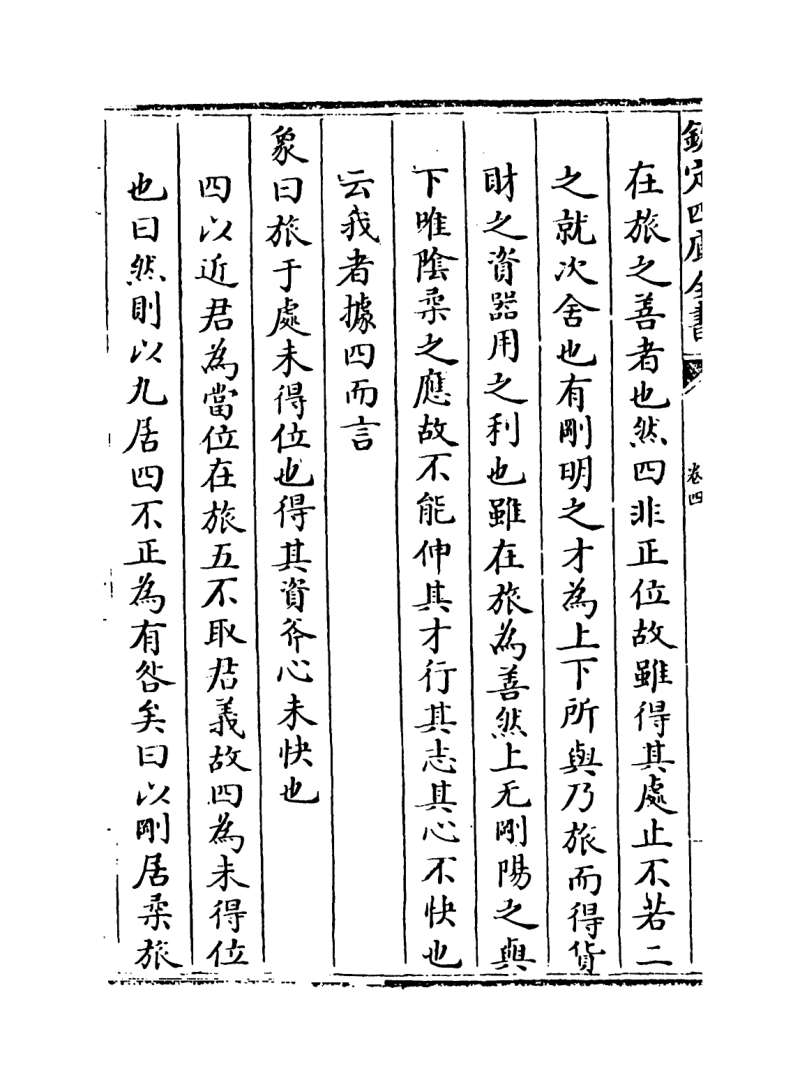 欽定四庫全書
卷四
在旅之善者也然四非正位故雖得其處止不若二
之就次舍也有剛明之才為上下所與乃旅而得貨
財之資器用之利也雖在旅為善然上无剛陽之與
下唯陰柔之應故不能伸其才行其志其心不快也
云我者據四而言
象曰旅于處未得位也得其資斧心未快也
四以近君為當位在旅五不取君義故四為未得位
也曰然則以九居四不正為有咎矣曰以剛居柔旅